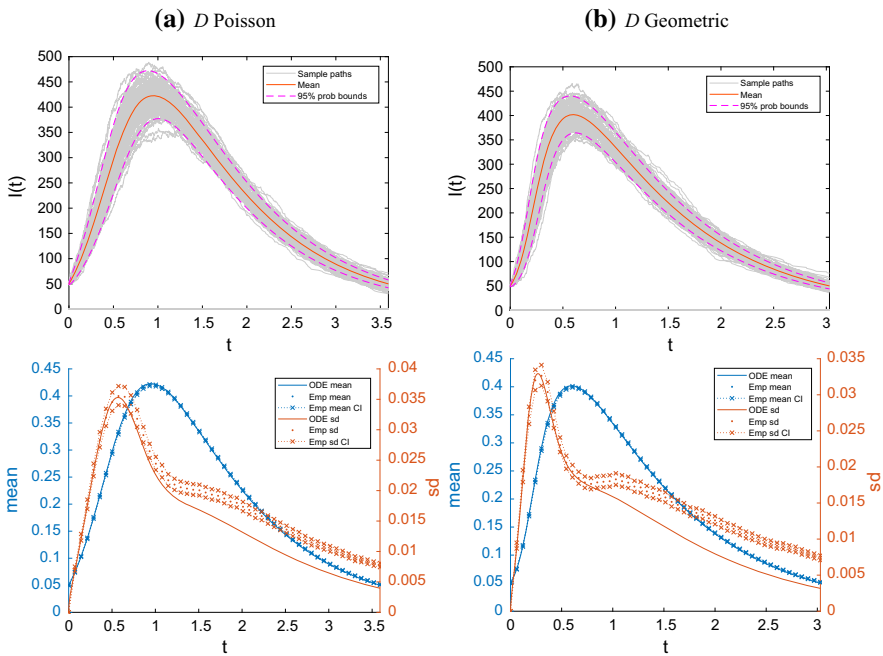 (a) D Poisson
(b) D Geometric
500
450
400
350
300
250
200
150
100
50
0
I(t)
0
0.5
1
1.5
2
2.5
3
3.5
t
Sample paths
Mean
95% prob bounds
500
450
400
350
300
250
200
150
100
50
0
I(t)
0
0.5
1
1.5
2
2.5
3
t
Sample paths
Mean
95% prob bounds
0.45
0.4
0.35
0.3
0.25
0.2
0.15
0.1
0.05
0
mean
0
0.5
1
1.5
2
2.5
3
3.5
t
0.04
0.035
0.03
0.025
0.02
0.015
0.01
0.005
0
sd
ODE mean
Emp mean
Emp mean CI
ODE sd
Emp sd
Emp sd CI
0.45
0.4
0.35
0.3
0.25
0.2
0.15
0.1
0.05
0
mean
0
0.5
1
1.5
2
2.5
3
t
0.035
0.03
0.025
0.02
0.015
0.01
0.005
0
sd
ODE mean
Emp mean
Emp mean CI
ODE sd
Emp sd
Emp sd CI